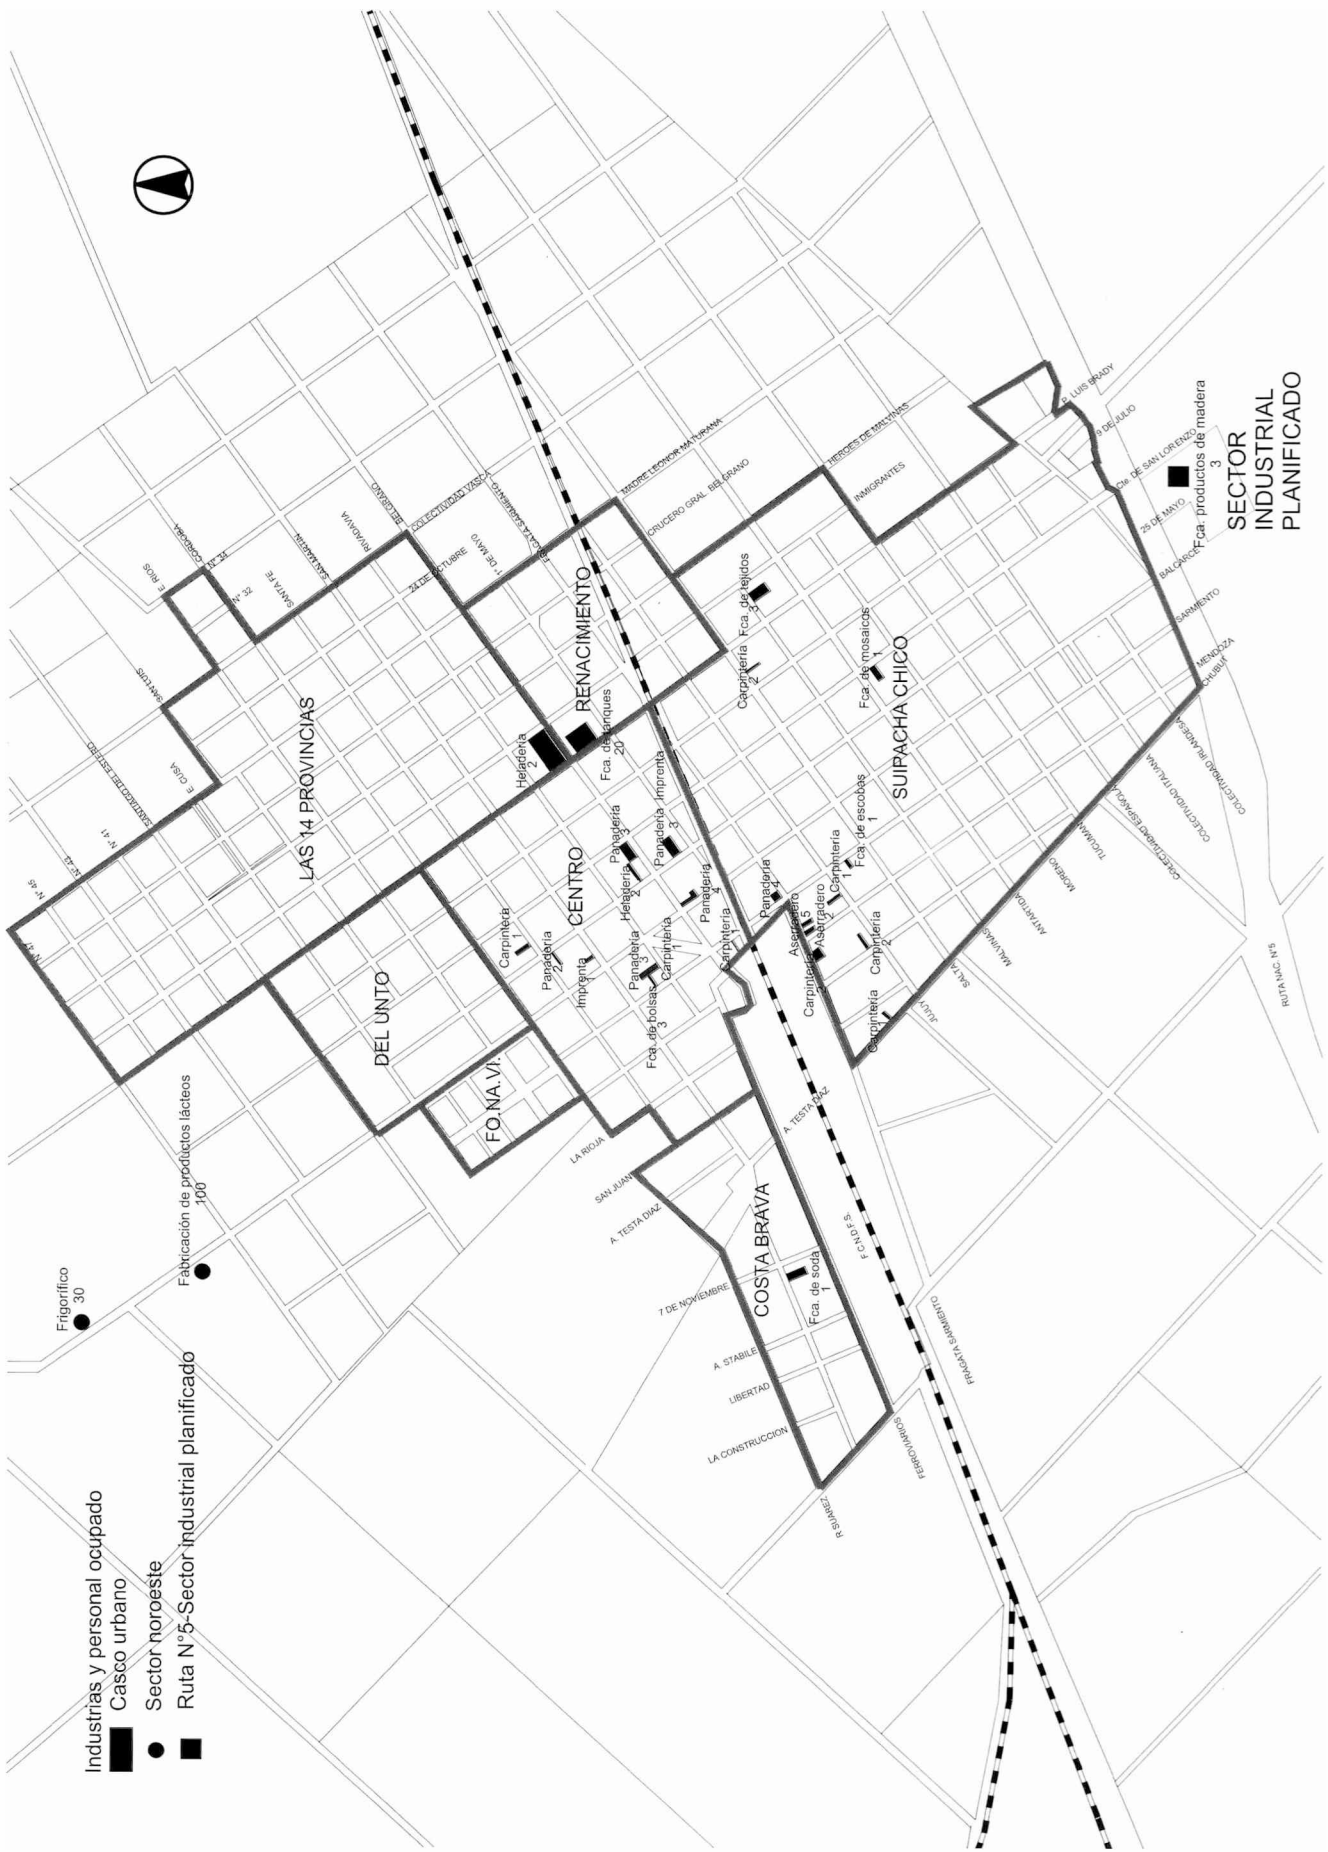 Industrias y personal ocupado
Casco urbano
Sector noroeste
Ruta N°5-Sector industrial planificado
Frigorífico
30
Fabricación de productos lácteos
100
N° 47
N° 45
N° 43
N° 41
SANTIAGO DEL ESTERO
E. CUSA
SAN LUIS
E. RIOS
CORDOBA
N° 34
N° 32
SANTA FE
SAN MARTIN
RIVADAVIA
BELGRANO
COLECTIVIDAD VASCA
24 DE OCTUBRE
1° DE MAYO
FRAGATA SARMIENTO
MADRE LEONOR MATURANA
CRUCERO GRAL. BELGRANO
HEROES DE MALVINAS
INMIGRANTES
P. LUIS BRADY
9 DE JULIO
Cte. DE SAN LORENZO
25 DE MAYO
BALCARCE
SARMIENTO
MENDOZA
CHUBUT
COLECTIVIDAD IRLANDESA
COLECTIVIDAD ITALIANA
COLECTIVIDAD ESPAÑOLA
TUCUMAN
MORENO
ANTARTIDA
MALVINAS
SALTA
JUJUY
RUTA NAC. N°5
LAS 14 PROVINCIAS
DEL UNTO
FO.NA.VI.
CENTRO
RENACIMIENTO
SUIPACHA CHICO
COSTA BRAVA
Heladería
2
Fca. de tanques
20
Carpintería
1
Panadería
2
Imprenta
1
Panadería
3
Heladería
2
Panadería
3
Imprenta
Panadería
3
Carpintería
1
Fca. de bolsas
3
Panadería
4
Carpintería
1
Panadería
4
Aserradero
5
Aserradero
2
Carpintería
2
Carpintería
1
Fca. de escobas
1
Carpintería
2
Carpintería
1
Carpintería
2
Fca. de tejidos
3
Fca. de mosaicos
1
Fca. de soda
1
LA RIOJA
SAN JUAN
A. TESTA DIAZ
A. TESTA DIAZ
7 DE NOVIEMBRE
A. STABILE
LIBERTAD
LA CONSTRUCCION
R. SUAREZ
FERROVIARIOS
FRAGATA SARMIENTO
F.C.N.D.F.S.
Fca. productos de madera
3
SECTOR
INDUSTRIAL
PLANIFICADO